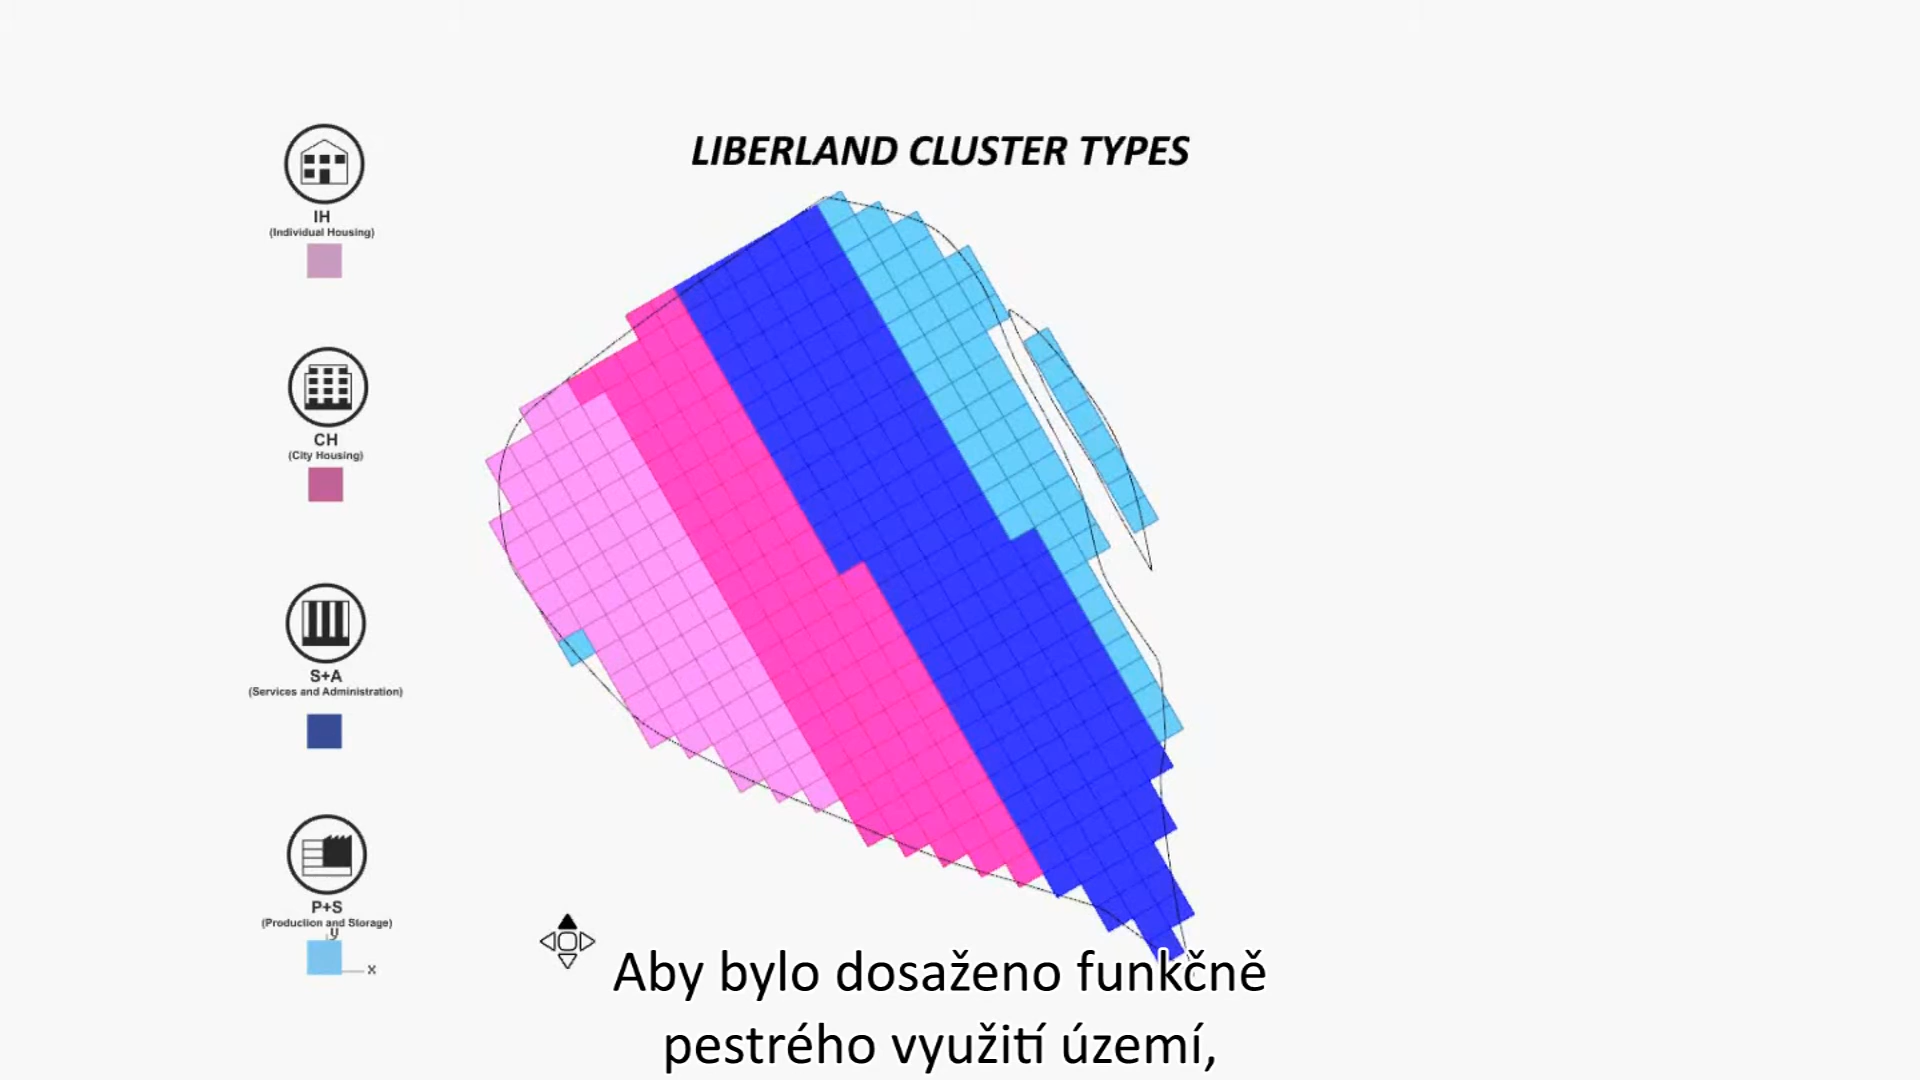 LIBERLAND CLUSTER TYPES
IH
(Individual Housing)
CH
(City Housing)
S+A
(Services and Administration)
P+S
(Production and Storage)
y
x
Aby bylo dosaženo funkčně
pestrého využití území,